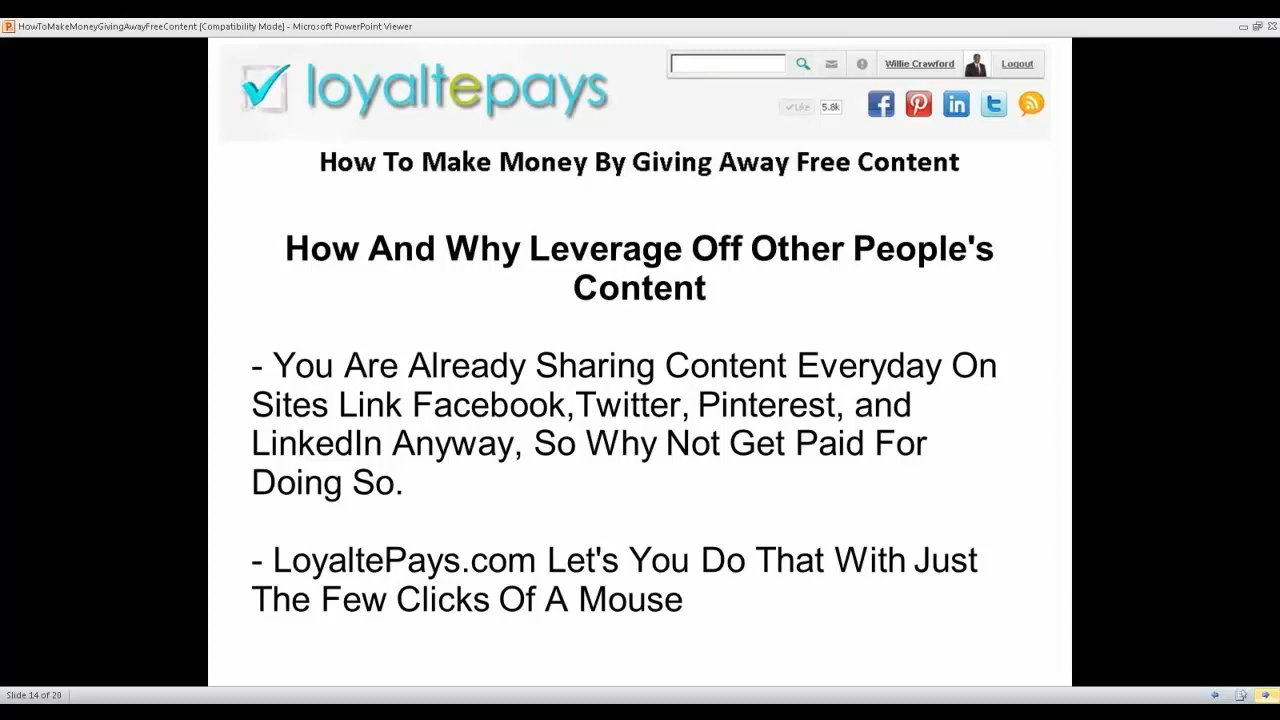 HowToMakeMoneyGivingAwayFreeContent [Compatibility Mode] - Microsoft PowerPoint Viewer
loyaltepays
Willie Crawford Logout
Like 5.8k
How To Make Money By Giving Away Free Content
How And Why Leverage Off Other People's
Content
- You Are Already Sharing Content Everyday On
Sites Link Facebook,Twitter, Pinterest, and
LinkedIn Anyway, So Why Not Get Paid For
Doing So.
- LoyaltePays.com Let's You Do That With Just
The Few Clicks Of A Mouse
Slide 14 of 20